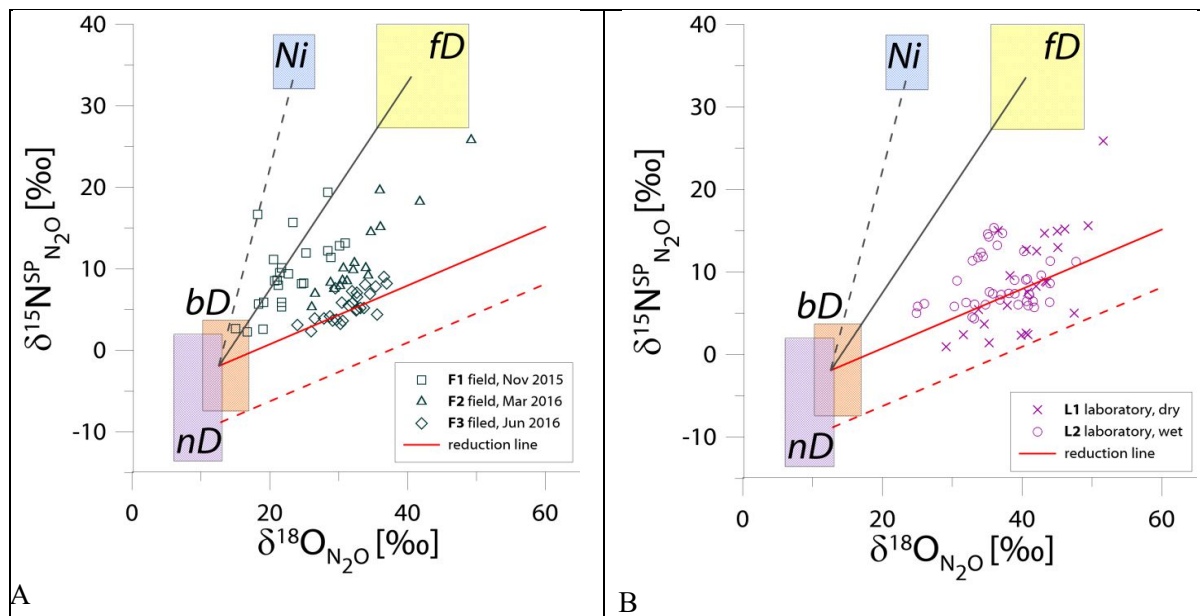 A
δ15NSPN2O [‰]
40
30
20
10
0
-10
Ni
fD
bD
nD
F1 field, Nov 2015
F2 field, Mar 2016
F3 filed, Jun 2016
reduction line
0 20 40 60
δ18ON2O [‰]
B
δ15NSPN2O [‰]
40
30
20
10
0
-10
Ni
fD
bD
nD
L1 laboratory, dry
L2 laboratory, wet
reduction line
0 20 40 60
δ18ON2O [‰]